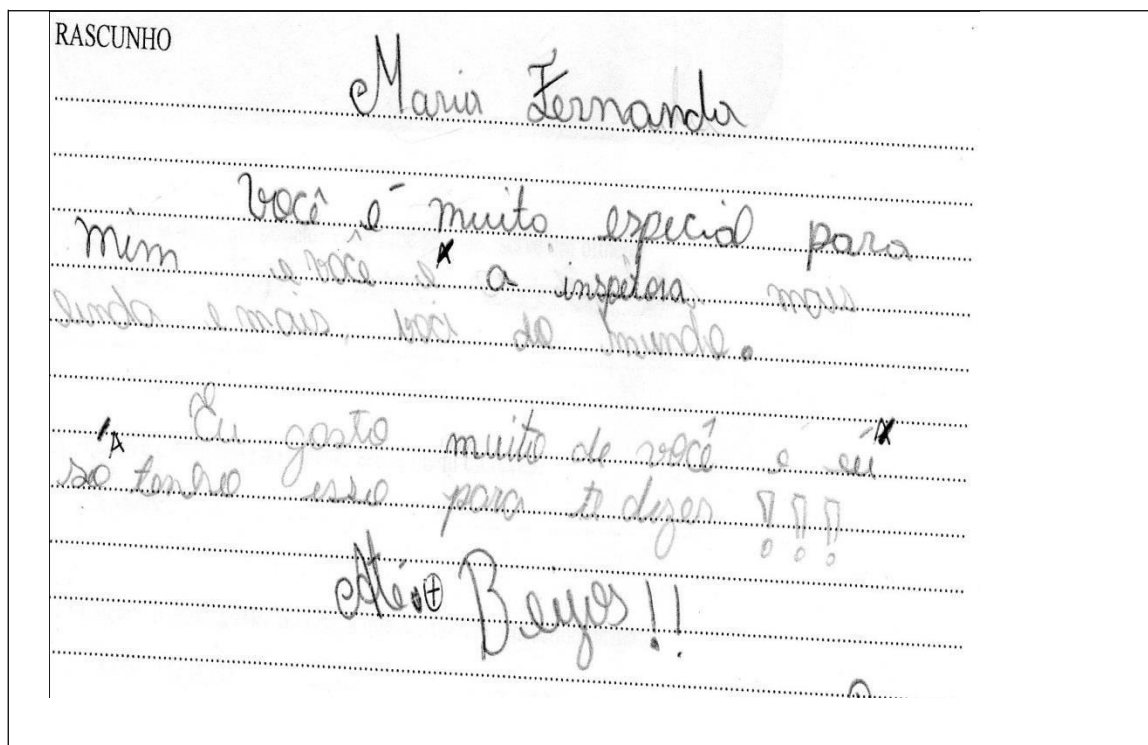 RASCUNHO
Maria Fernanda
Você é muito especial para
mim e você e a inspetora mais
linda e mais do mundo.
Eu gosto muito de você e eu
só tenho isso para te dizer !!!
Até + Beijos!!